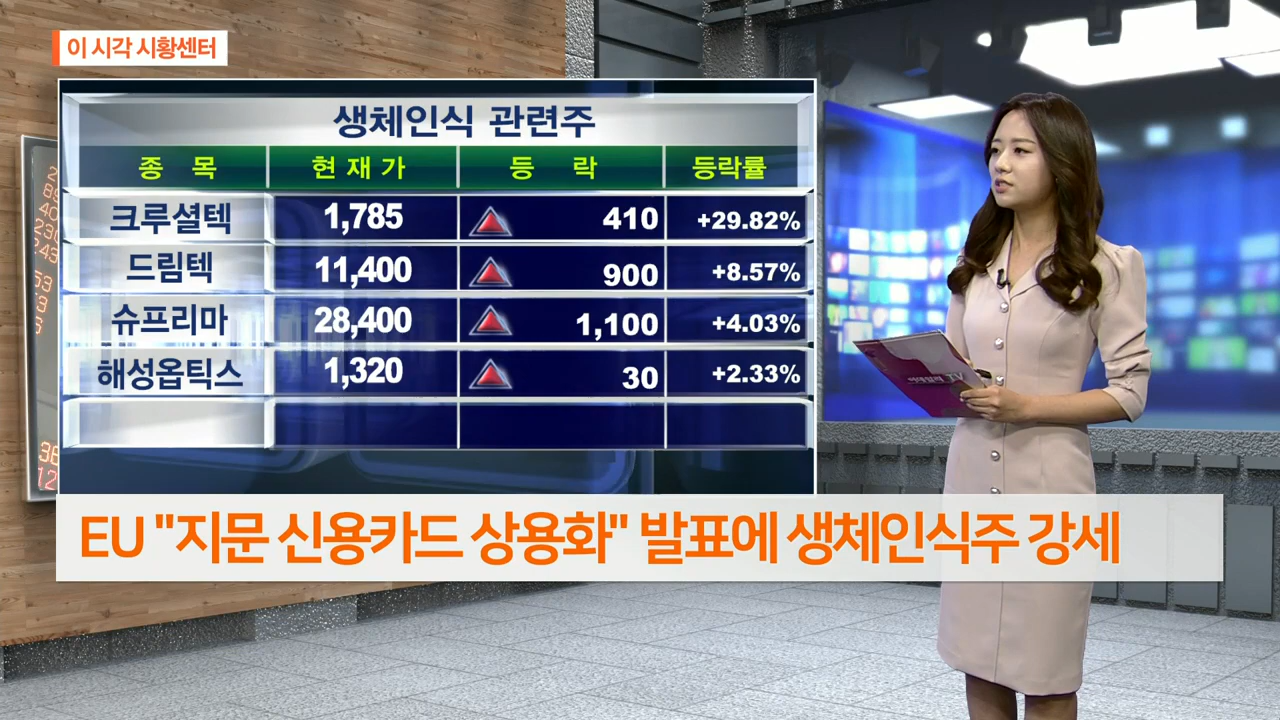 이 시각 시황센터
생체인식 관련주
종 목 현 재 가 등 락 등락률
크루셜텍 1,785 ▲ 410 +29.82%
드림텍 11,400 ▲ 900 +8.57%
슈프리마 28,400 ▲ 1,100 +4.03%
해성옵틱스 1,320 ▲ 30 +2.33%
EU "지문 신용카드 상용화" 발표에 생체인식주 강세